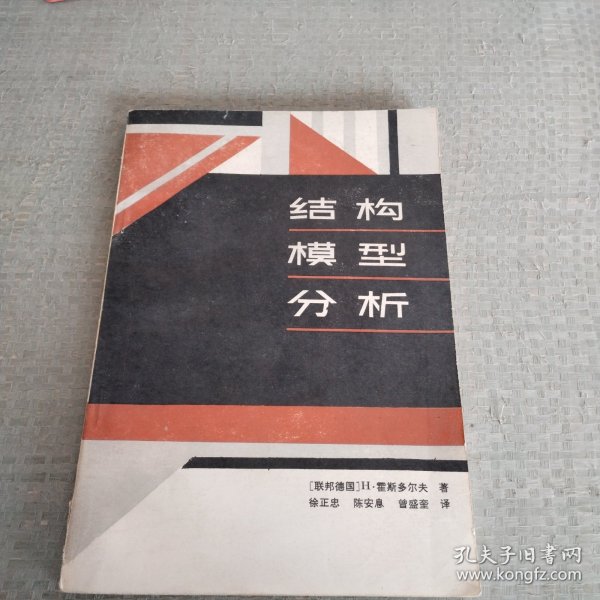 结构
模型
分析
[联邦德国]H·霍斯多尔夫 著
徐正忠 陈安息 曾盛奎 译
孔夫子旧书网
www.kongfz.com